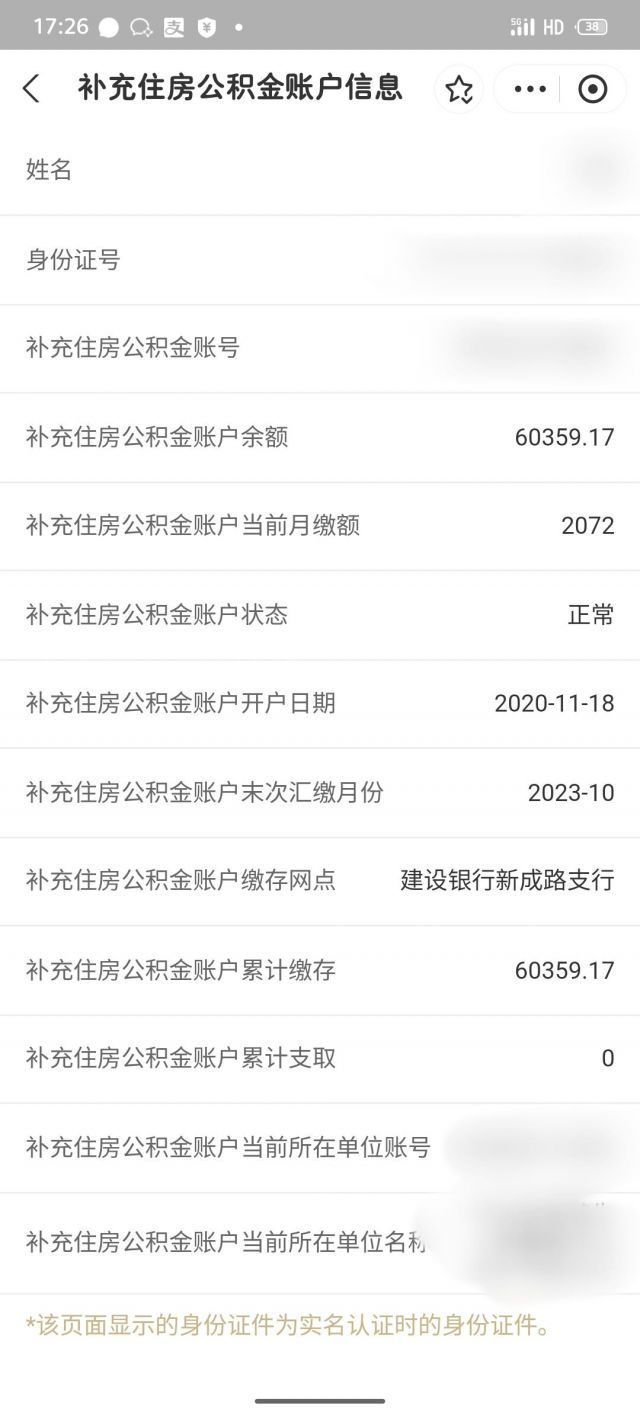 17:26 支 ¥ 5G HD 38
补充住房公积金账户信息
姓名
身份证号
补充住房公积金账号
补充住房公积金账户余额 60359.17
补充住房公积金账户当前月缴额 2072
补充住房公积金账户状态 正常
补充住房公积金账户开户日期 2020-11-18
补充住房公积金账户末次汇缴月份 2023-10
补充住房公积金账户缴存网点 建设银行新成路支行
补充住房公积金账户累计缴存 60359.17
补充住房公积金账户累计支取 0
补充住房公积金账户当前所在单位账号
补充住房公积金账户当前所在单位名称
*该页面显示的身份证件为实名认证时的身份证件。